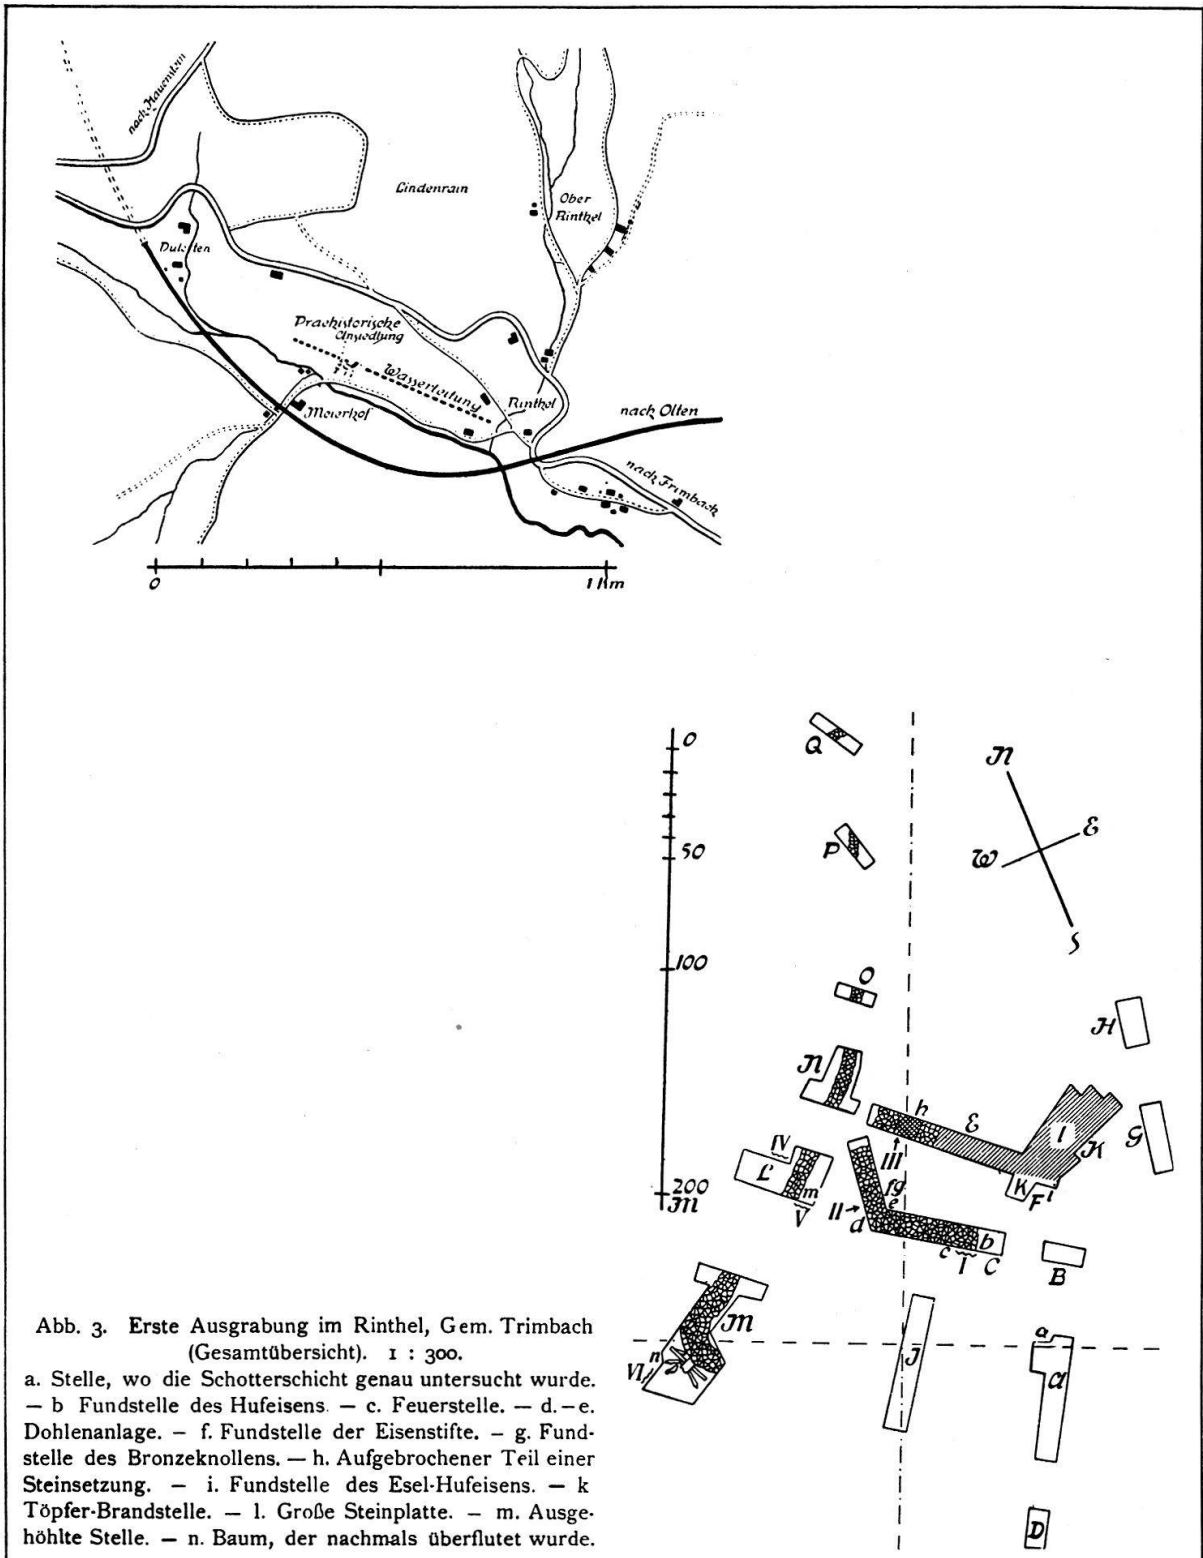 nach Hauenstein
Lindenrain
Ober
Rinthel
Dulliten
Praehistorische
Ansiedlung
Wasserleitung
Rinthel
Meierhof
nach Olten
nach Trimbach
0
1 Km
0
50
100
200
M
N
E
W
S
Q
P
O
H
N
h
E
l
K
G
III
IV
L
m
V
fg
e
II
d
K
F
i
b
c
I
C
B
M
n
VI
J
a
A
D
Abb. 3. Erste Ausgrabung im Rinthel, Gem. Trimbach
(Gesamtübersicht). 1 : 300.
a. Stelle, wo die Schotterschicht genau untersucht wurde.
— b Fundstelle des Hufeisens. — c. Feuerstelle. — d.–e.
Dohlenanlage. — f. Fundstelle der Eisenstifte. — g. Fund-
stelle des Bronzeknollens. — h. Aufgebrochener Teil einer
Steinsetzung. — i. Fundstelle des Esel-Hufeisens. — k
Töpfer-Brandstelle. — l. Große Steinplatte. — m. Ausge-
höhlte Stelle. — n. Baum, der nachmals überflutet wurde.